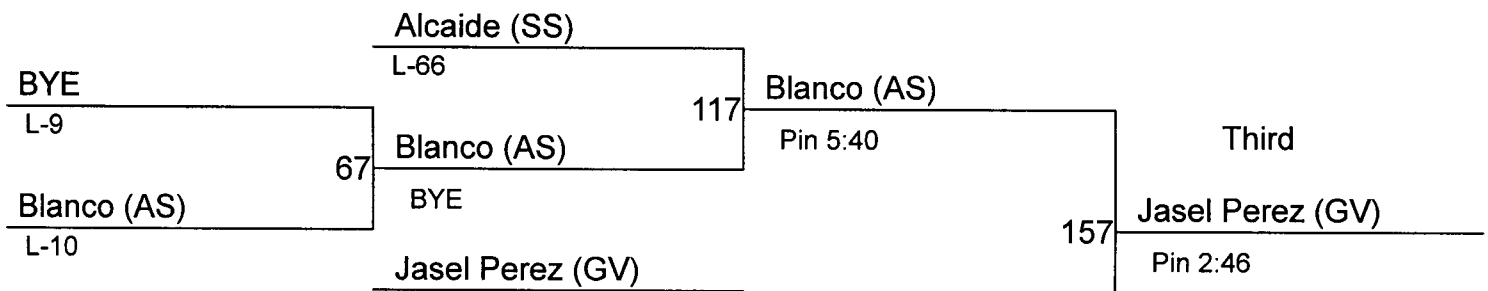 Alcaide (SS)
L-66
BYE
L-9
117
Blanco (AS)
Pin 5:40
Third
67
Blanco (AS)
BYE
Blanco (AS)
L-10
157
Jasel Perez (GV)
Pin 2:46
Jasel Perez (GV)